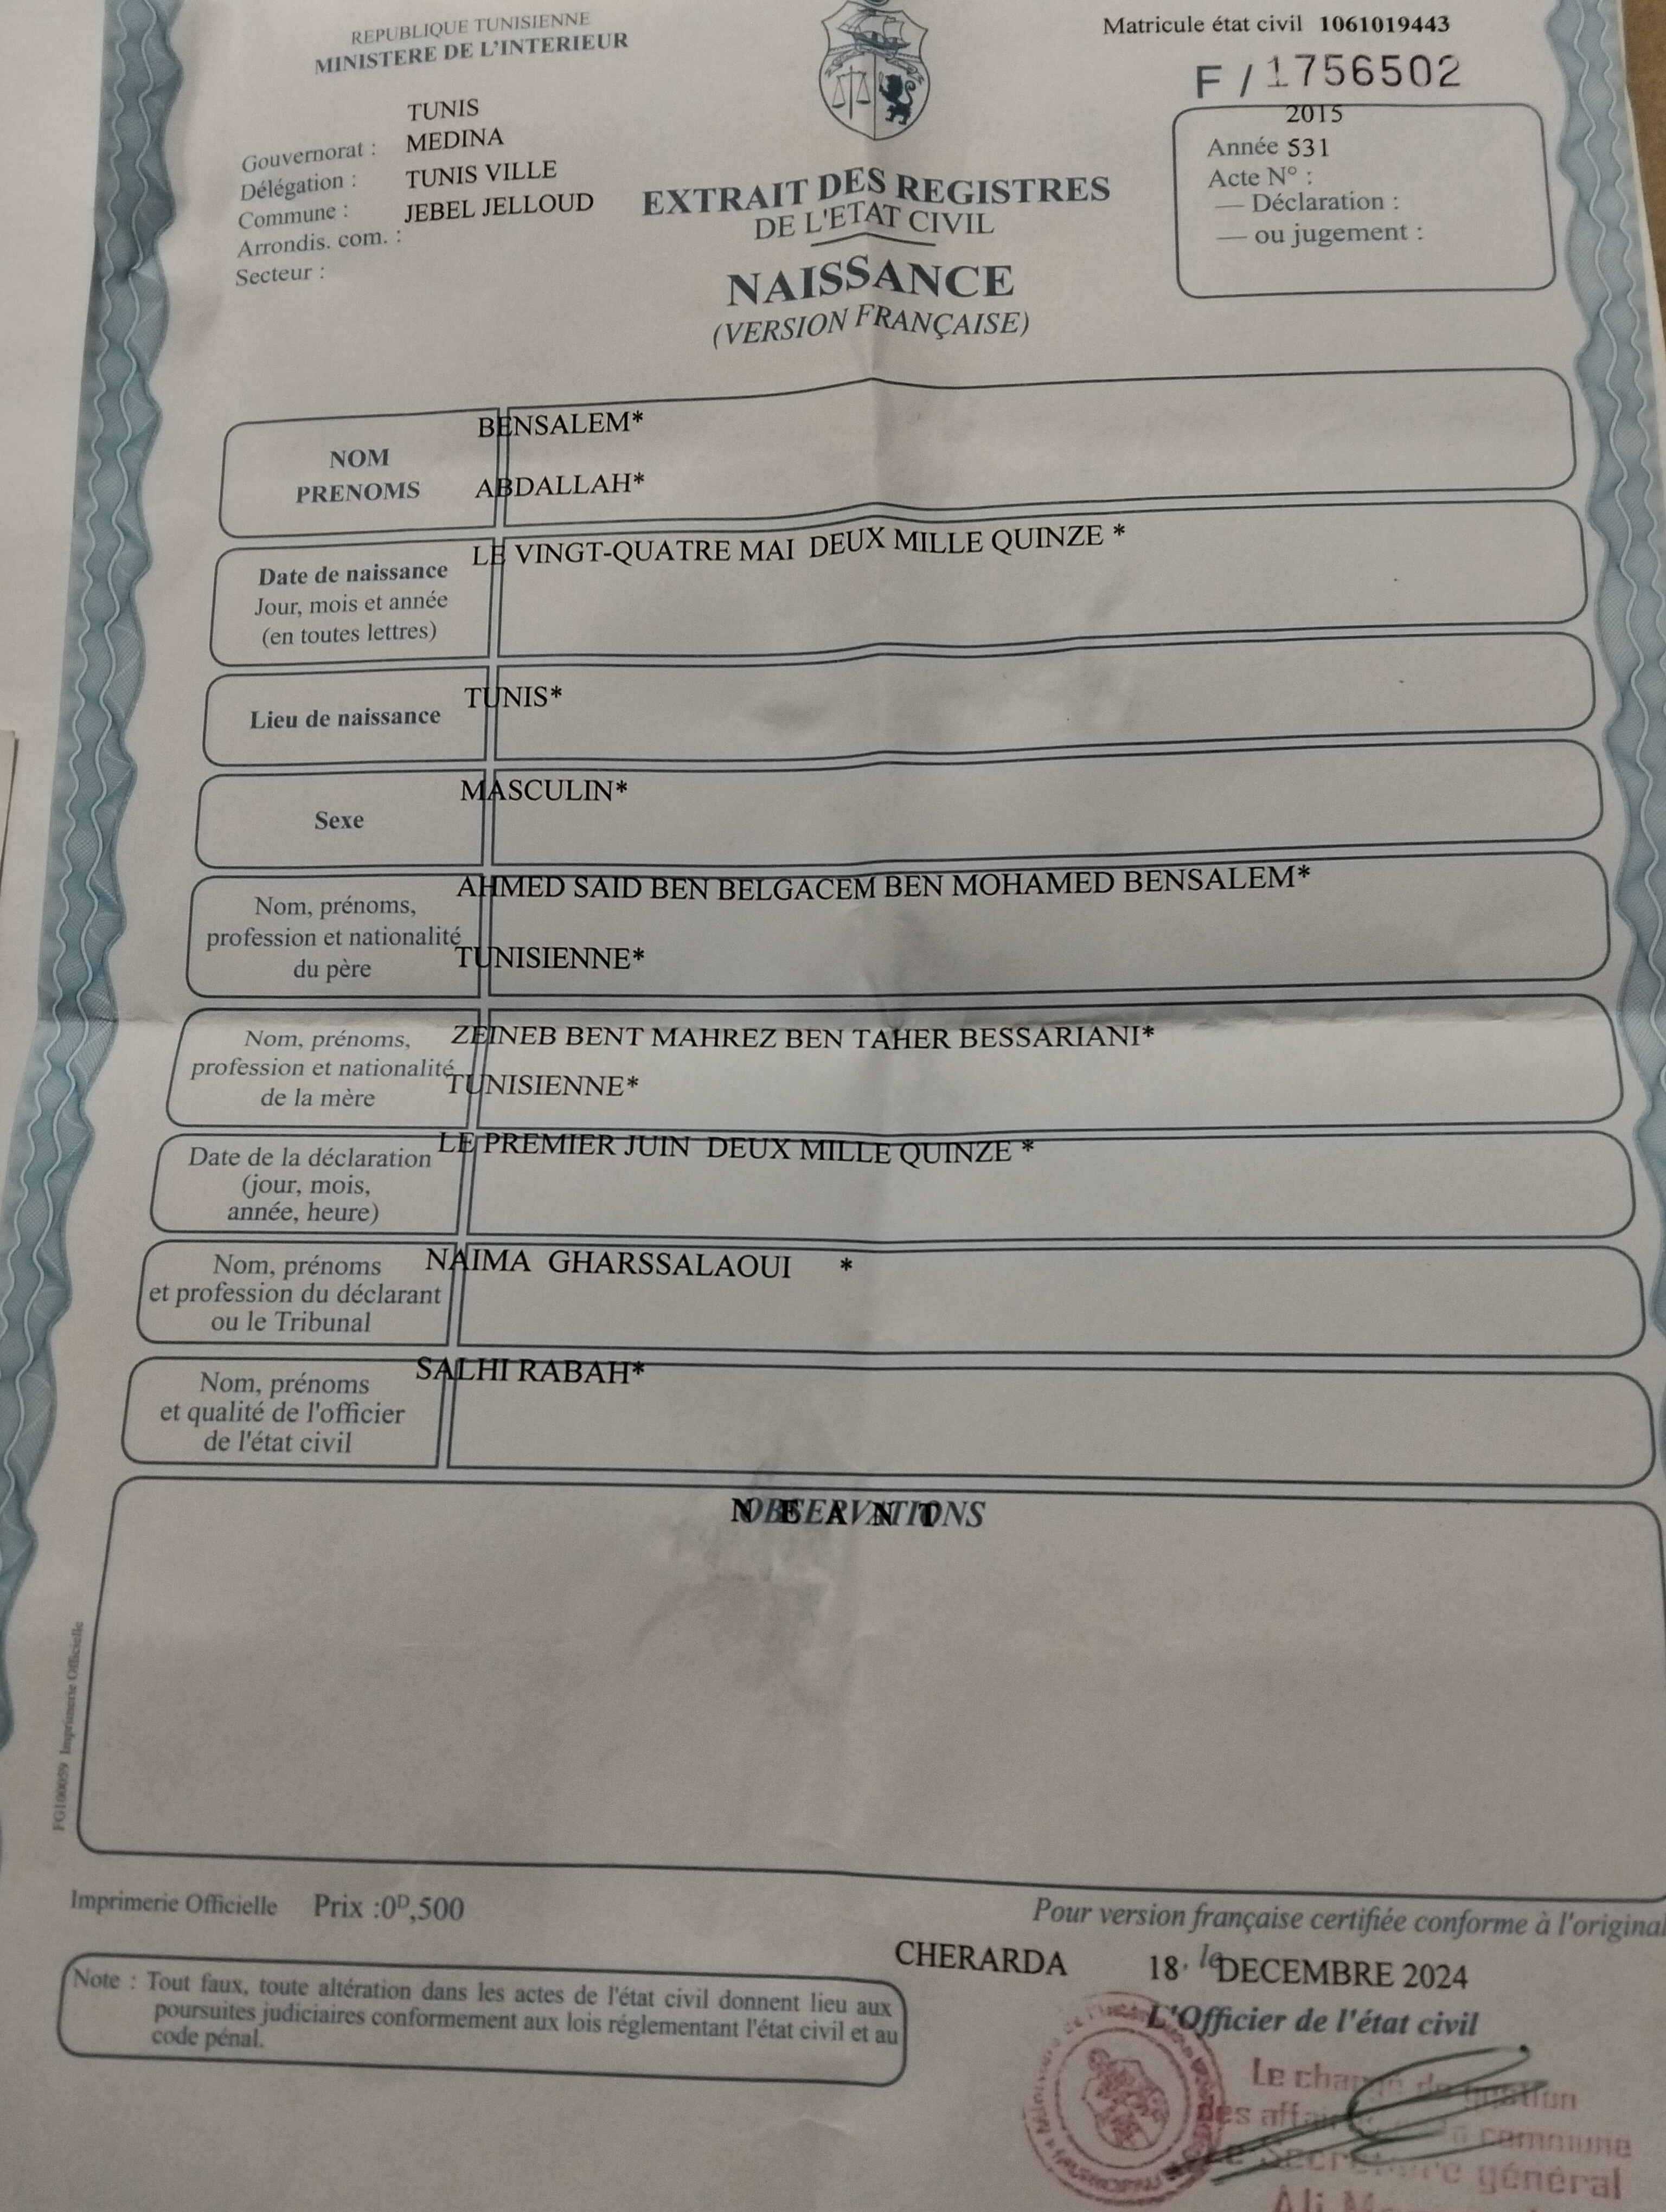 REPUBLIQUE TUNISIENNE
MINISTERE DE L'INTERIEUR
Matricule état civil 1061019443
F / 1756502
TUNIS
Gouvernorat : MEDINA
Délégation : TUNIS VILLE
Commune : JEBEL JELLOUD
Arrondis. com. :
Secteur :
EXTRAIT DES REGISTRES
DE L'ETAT CIVIL
NAISSANCE
(VERSION FRANÇAISE)
2015
Année 531
Acte N° :
— Déclaration :
— ou jugement :
BENSALEM*
NOM
PRENOMS
ABDALLAH*
LE VINGT-QUATRE MAI DEUX MILLE QUINZE *
Date de naissance
Jour, mois et année
(en toutes lettres)
TUNIS*
Lieu de naissance
MASCULIN*
Sexe
AHMED SAID BEN BELGACEM BEN MOHAMED BENSALEM*
Nom, prénoms,
profession et nationalité
du père
TUNISIENNE*
ZEINEB BENT MAHREZ BEN TAHER BESSARIANI*
Nom, prénoms,
profession et nationalité
de la mère
TUNISIENNE*
LE PREMIER JUIN DEUX MILLE QUINZE *
Date de la déclaration
(jour, mois,
année, heure)
NAIMA GHARSSALAOUI *
Nom, prénoms
et profession du déclarant
ou le Tribunal
SALHI RABAH*
Nom, prénoms
et qualité de l'officier
de l'état civil
OBSERVATIONS
N E A N T
FG100059 Imprimerie Officielle
Imprimerie Officielle Prix :0ᴰ,500
Pour version française certifiée conforme à l'original
CHERARDA 18 le DECEMBRE 2024
L'Officier de l'état civil
Note : Tout faux, toute altération dans les actes de l'état civil donnent lieu aux
poursuites judiciaires conformement aux lois réglementant l'état civil et au
code pénal.
Le chargé de gestion
des affaires de la commune
Le Secrétaire général
Ali